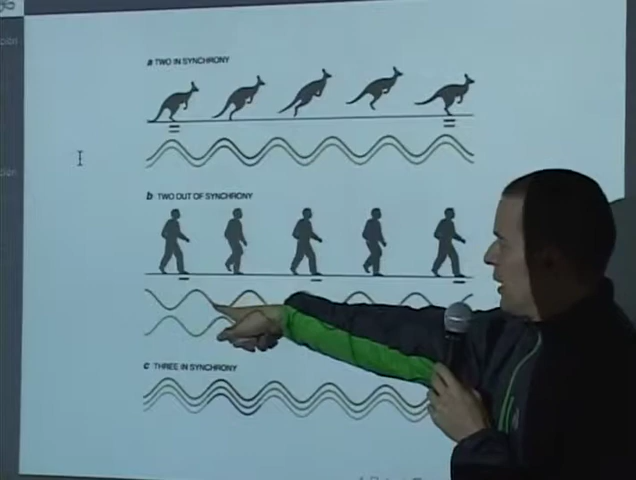 a TWO IN SYNCHRONY
b TWO OUT OF SYNCHRONY
c THREE IN SYNCHRONY